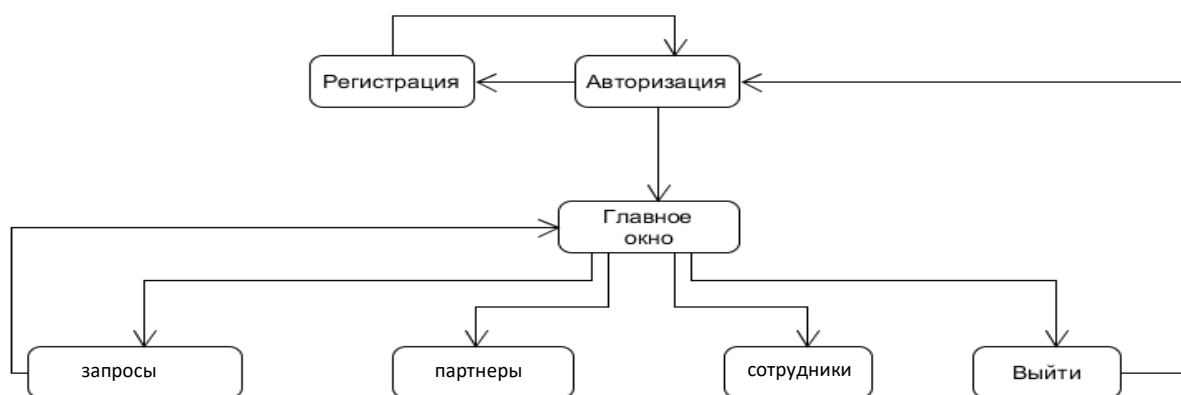 Регистрация
Авторизация
Главное
окно
запросы
партнеры
сотрудники
Выйти